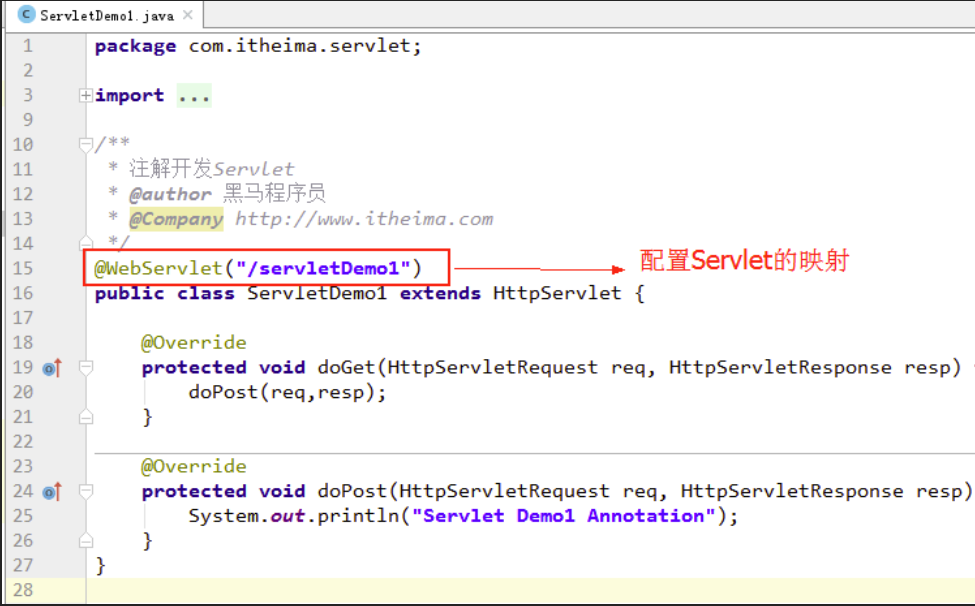 ServletDemo1.java
1 package com.itheima.servlet;
2
3 import ...
9
10 /**
11 * 注解开发Servlet
12 * @author 黑马程序员
13 * @Company http://www.itheima.com
14 */
15 @WebServlet("/servletDemo1") 配置Servlet的映射
16 public class ServletDemo1 extends HttpServlet {
17
18 @Override
19 protected void doGet(HttpServletRequest req, HttpServletResponse resp)
20 doPost(req,resp);
21 }
22
23 @Override
24 protected void doPost(HttpServletRequest req, HttpServletResponse resp)
25 System.out.println("Servlet Demo1 Annotation");
26 }
27 }
28